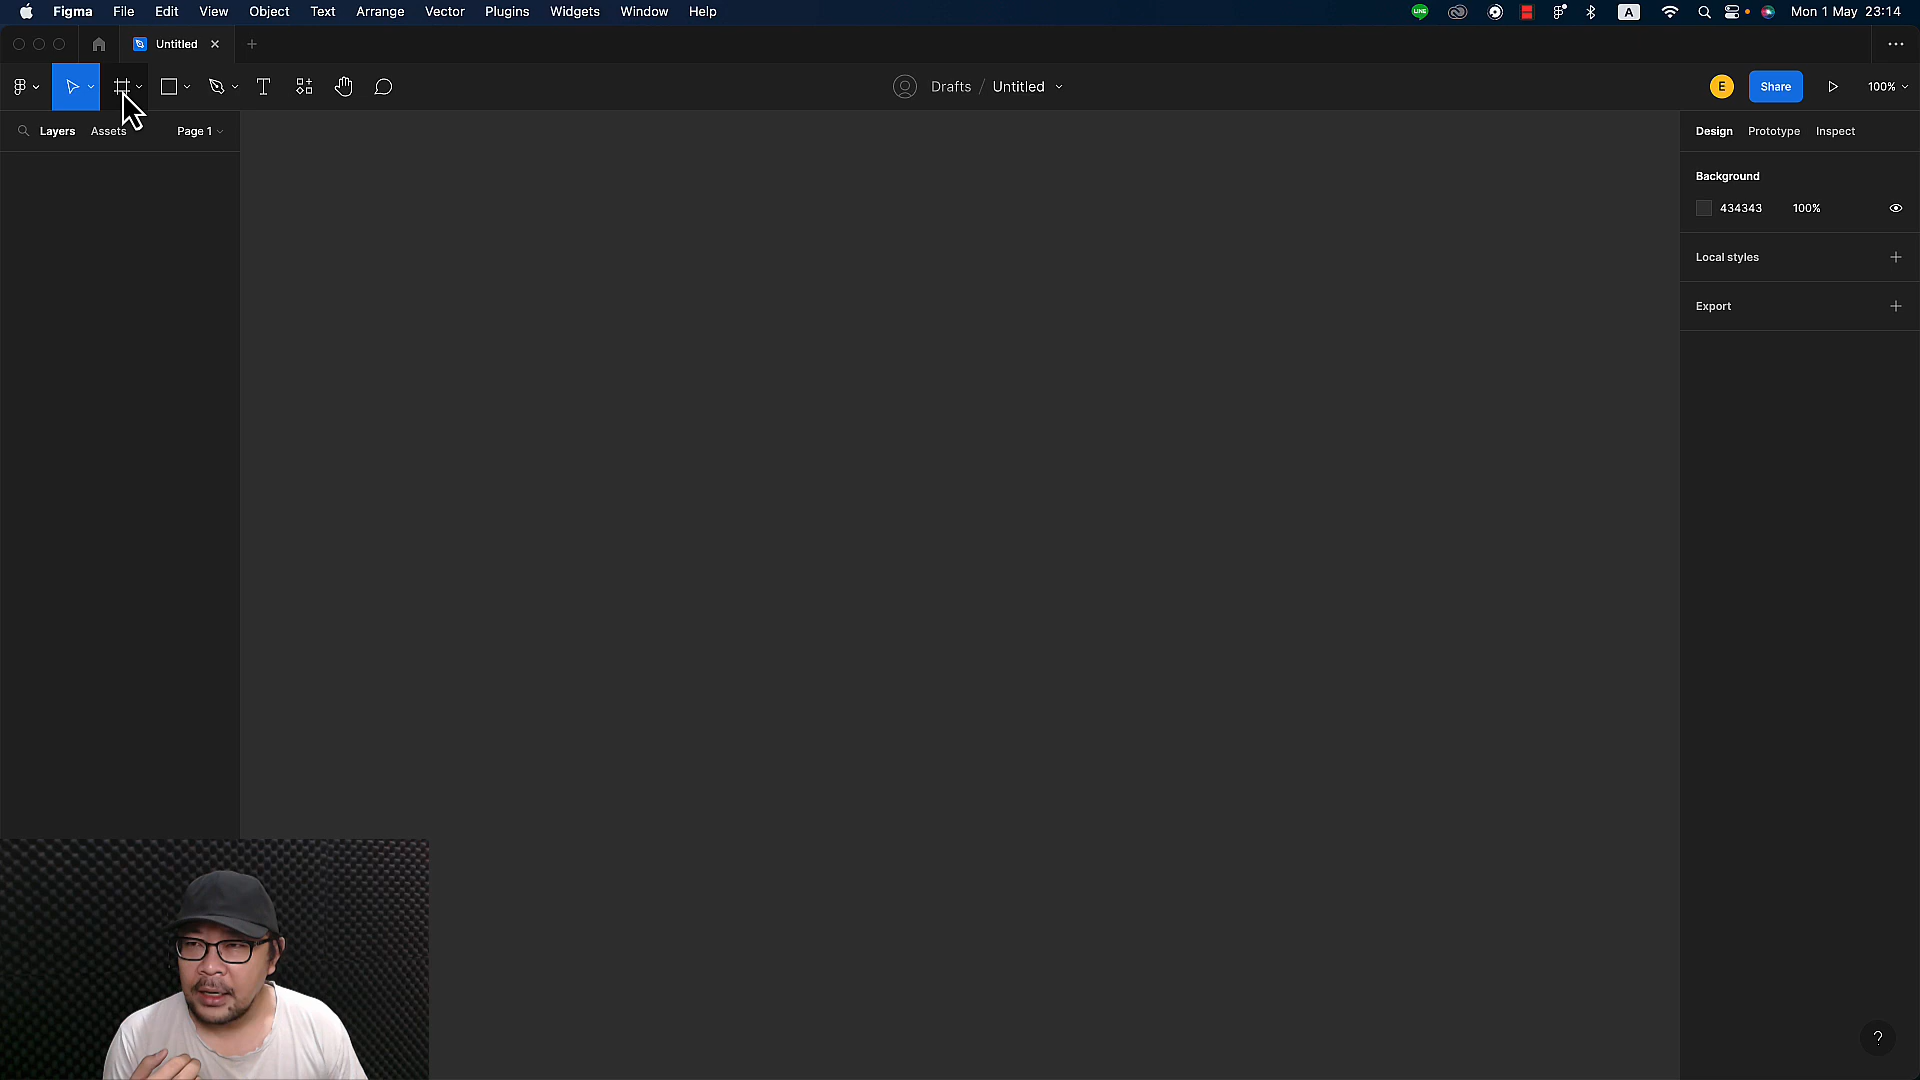 Figma File Edit View Object Text Arrange Vector Plugins Widgets Window Help LINE A Mon 1 May 23:14
Untitled
Drafts / Untitled E Share 100%
Layers Assets Page 1 Design Prototype Inspect
Background
434343 100%
Local styles
Export
?